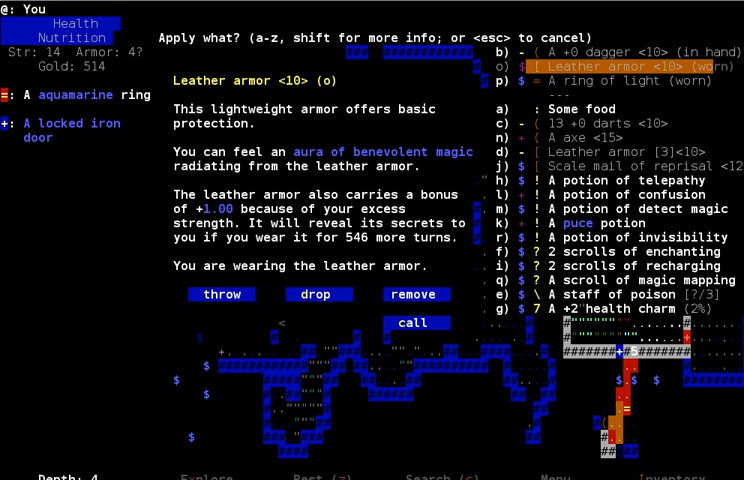 @: You
Health
Nutrition
Str: 14 Armor: 4?
Gold: 514
=: A aquamarine ring
+: A locked iron
door
Apply what? (a-z, shift for more info; or <esc> to cancel)
Leather armor <10> (o)
This lightweight armor offers basic
protection.
You can feel an aura of benevolent magic
radiating from the leather armor.
The leather armor also carries a bonus
of +1.00 because of your excess
strength. It will reveal its secrets to
you if you wear it for 546 more turns.
You are wearing the leather armor.
throw drop remove
call
b) - ( A +0 dagger <10> (in hand)
o) $ [ Leather armor <10> (worn)
p) $ = A ring of light (worn)
---
a) : Some food
c) - ( 13 +0 darts <10>
n) + ( A axe <15>
d) - [ Leather armor [3]<10>
j) $ [ Scale mail of reprisal <12
h) $ ! A potion of telepathy
l) + ! A potion of confusion
m) $ ! A potion of detect magic
k) + ! A puce potion
r) $ ! A potion of invisibility
f) $ ? 2 scrolls of enchanting
i) $ ? 2 scrolls of recharging
q) $ ? A scroll of magic mapping
e) $ \ A staff of poison [?/3]
g) $ 7 A +2 health charm (2%)
Depth: 4
Explore Rest (z) Search (s) Menu Inventory